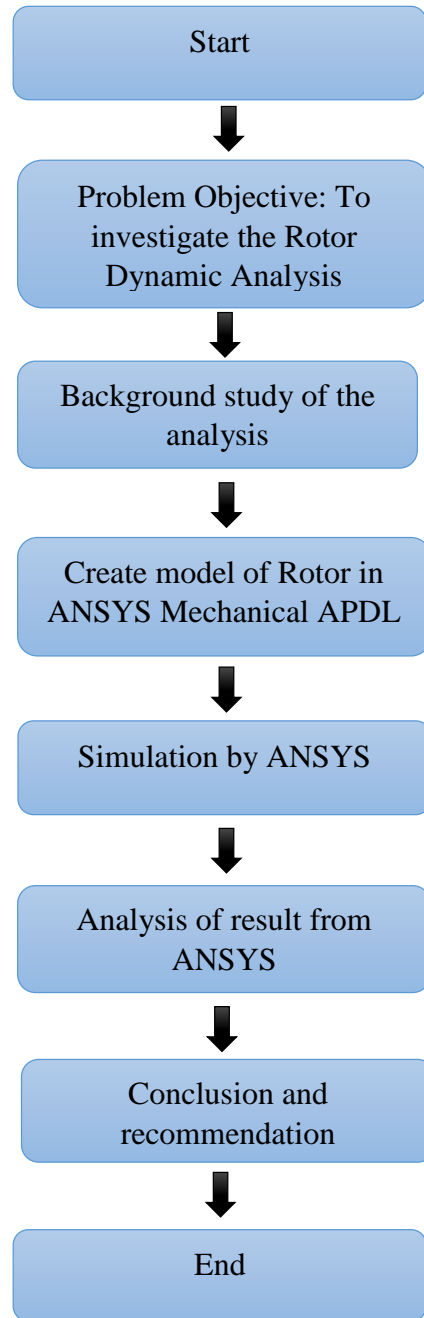 Start
Problem Objective: To
investigate the Rotor
Dynamic Analysis
Background study of the
analysis
Create model of Rotor in
ANSYS Mechanical APDL
Simulation by ANSYS
Analysis of result from
ANSYS
Conclusion and
recommendation
End